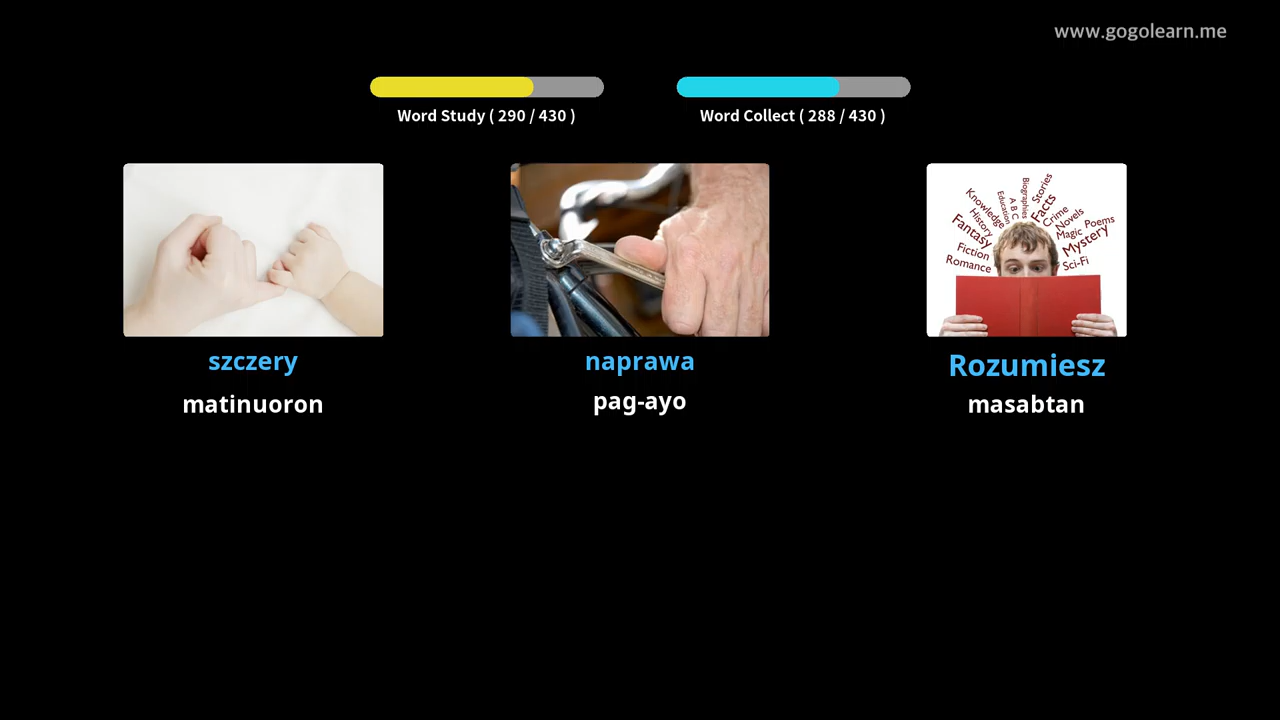 www.gogolearn.me
Word Study ( 290 / 430 )
Word Collect ( 288 / 430 )
Biographies
Stories
Knowledge
Education
A B C
Facts
History
Crime
Novels
Fantasy
Magic
Poems
Mystery
Fiction
Romance
Sci-Fi
szczery
naprawa
Rozumiesz
matinuoron
pag-ayo
masabtan